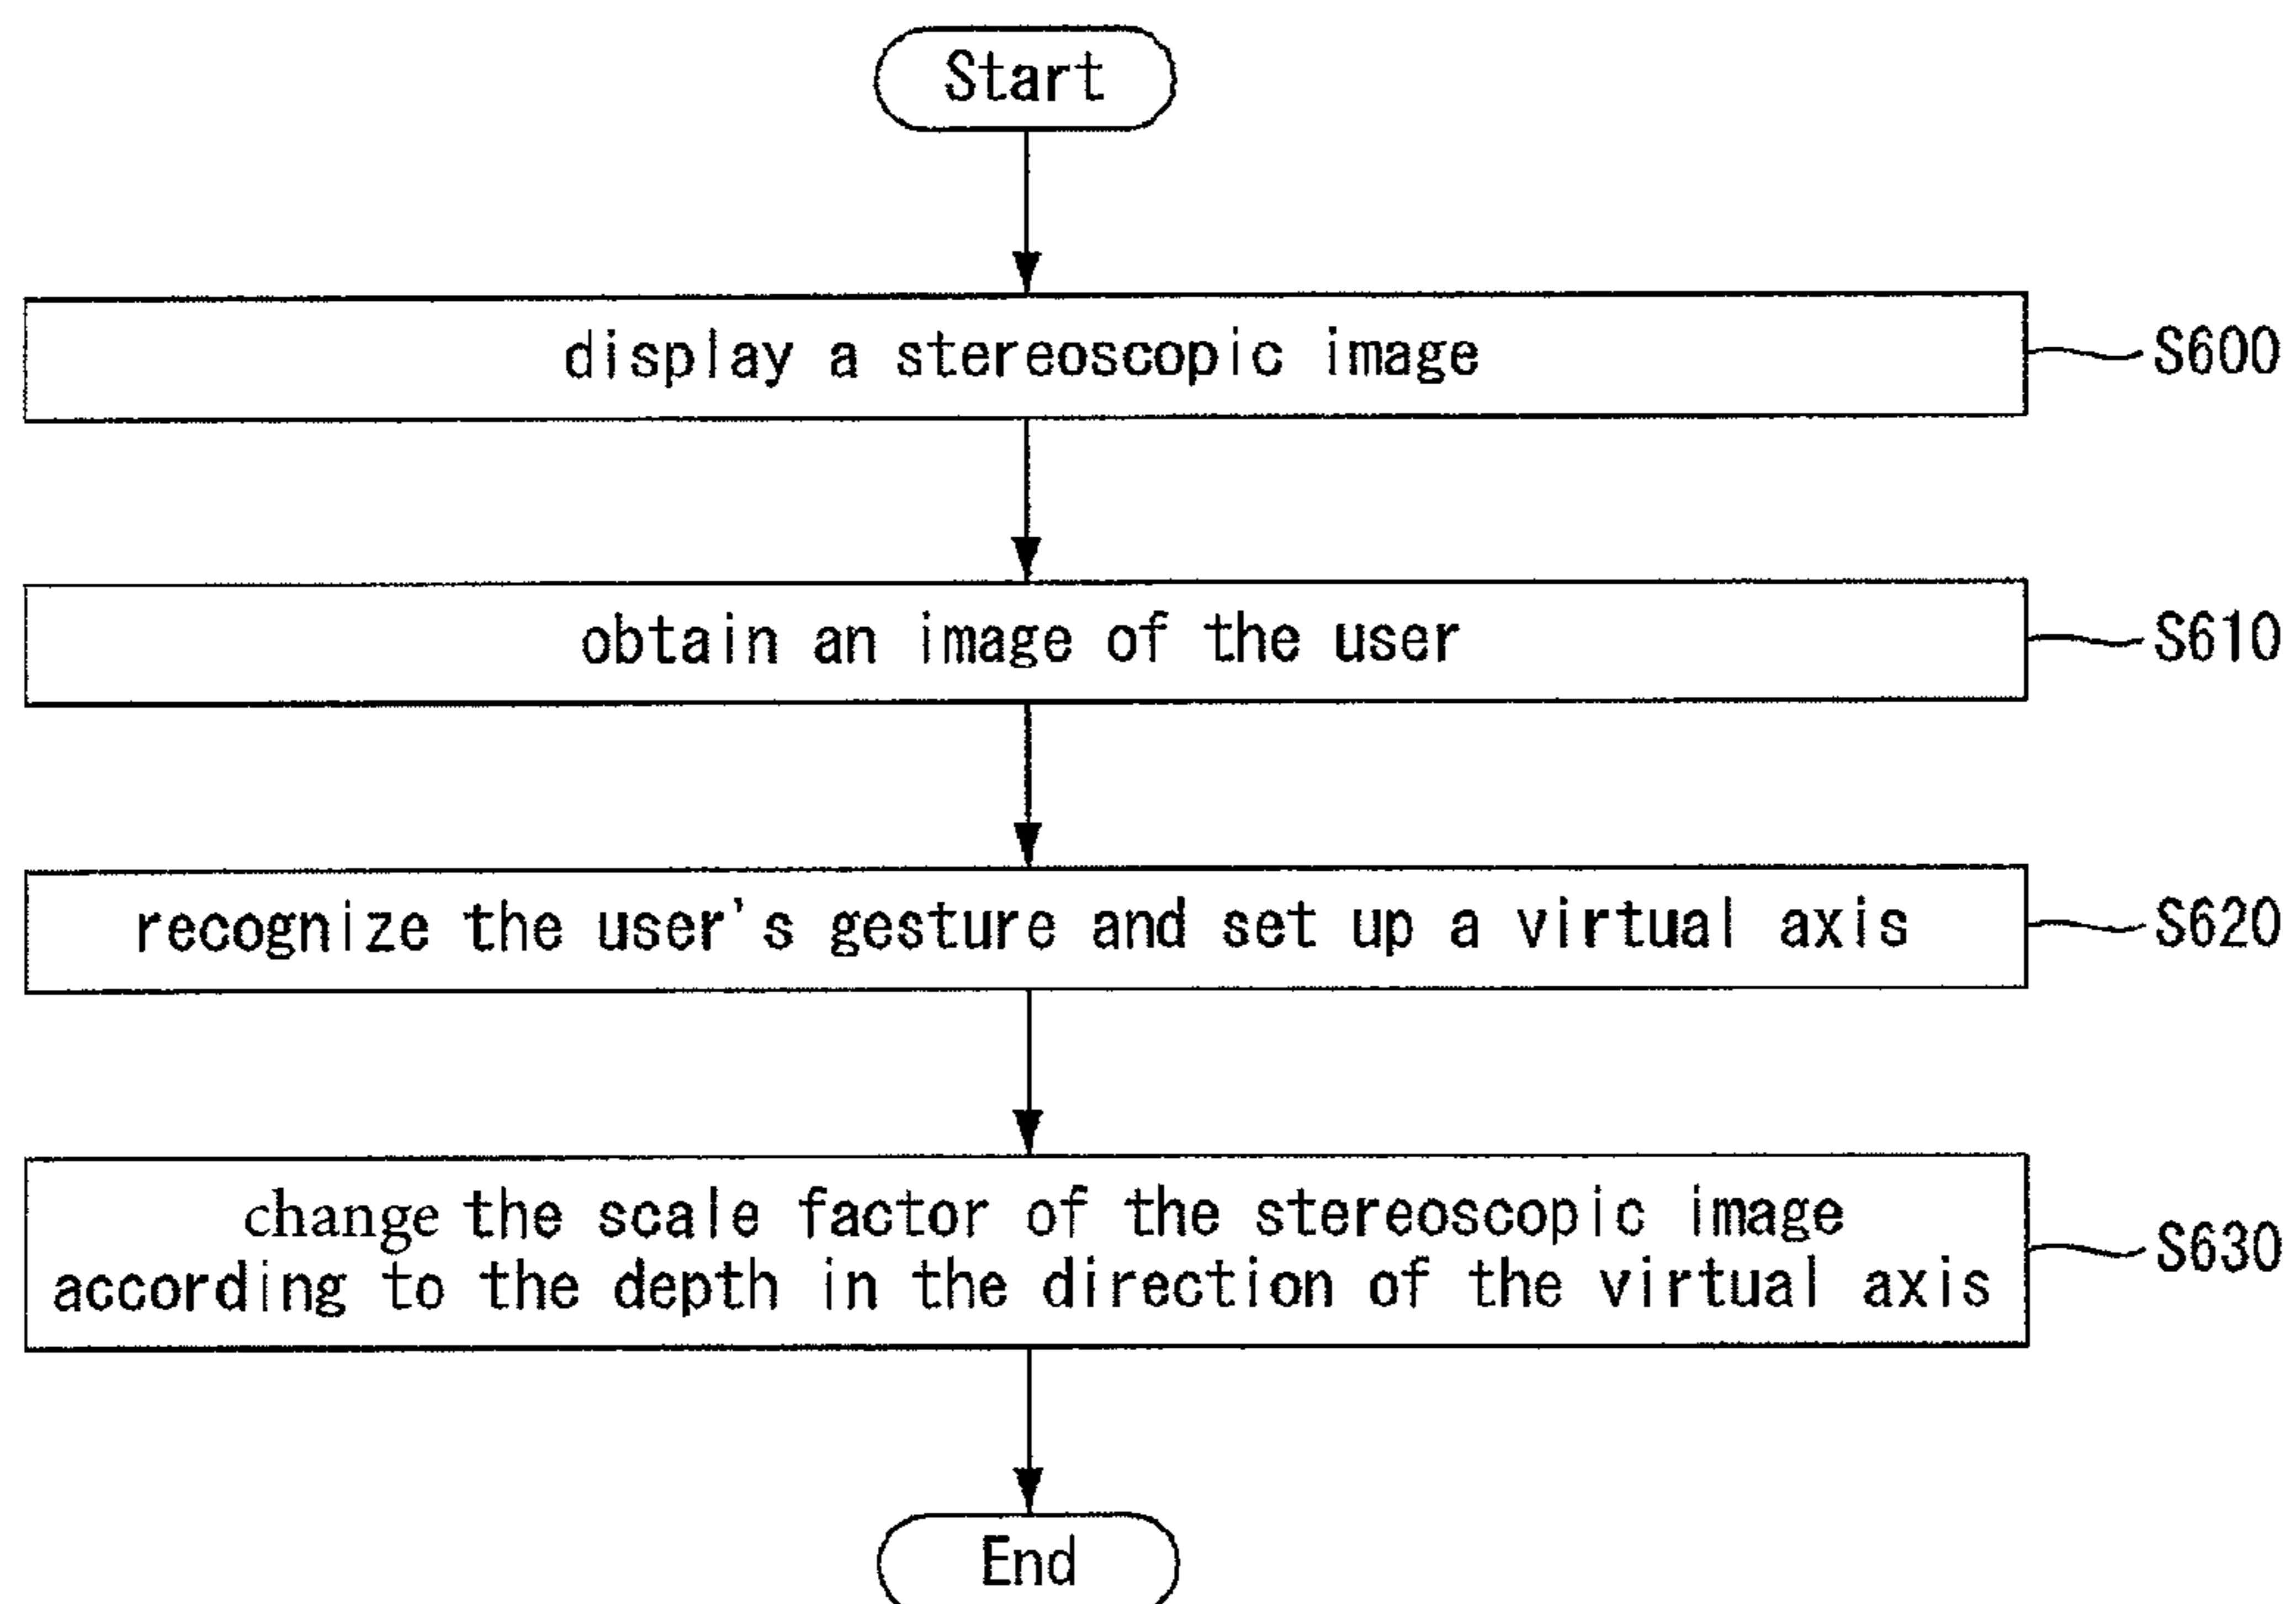 Start
display a stereoscopic image
S600
obtain an image of the user
S610
recognize the user's gesture and set up a virtual axis
S620
change the scale factor of the stereoscopic image
according to the depth in the direction of the virtual axis
S630
End